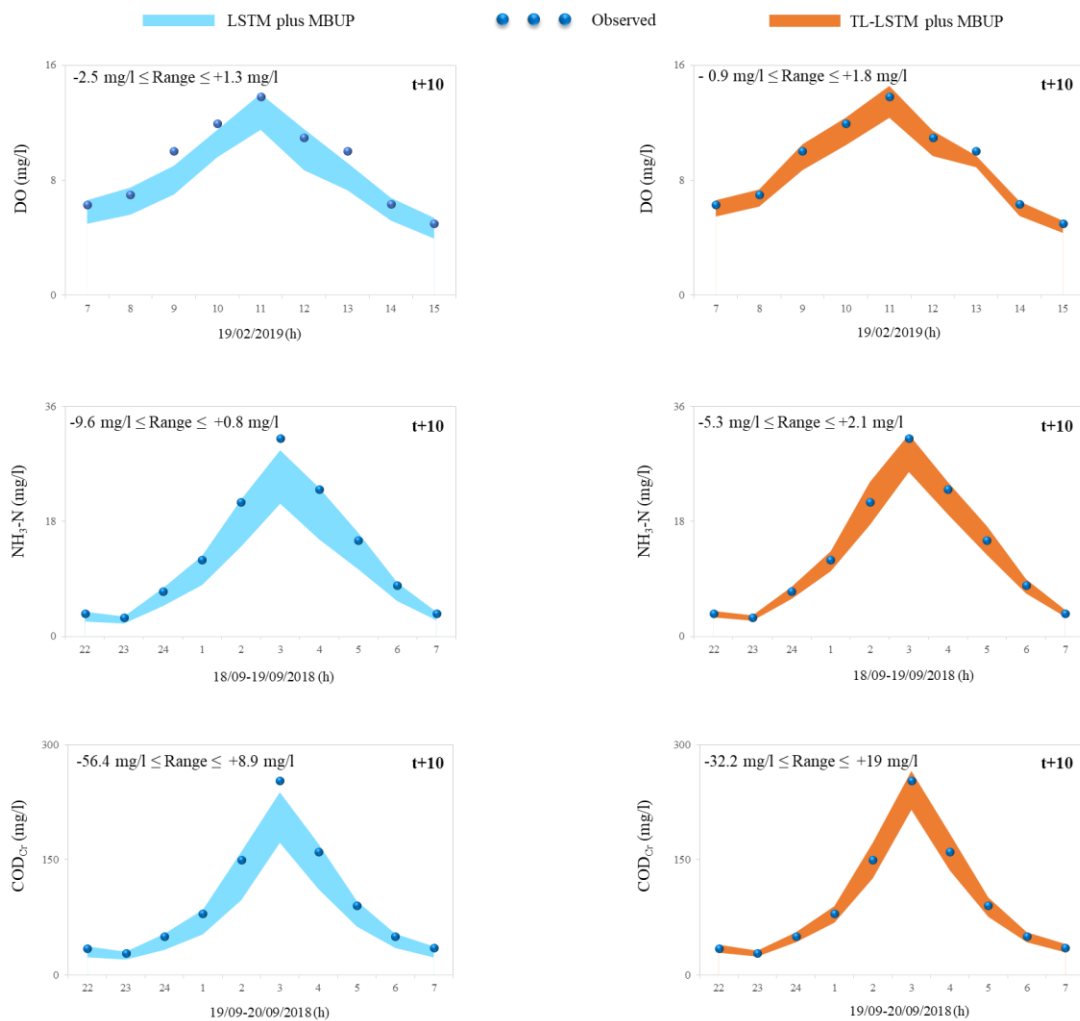 LSTM plus MBUP
Observed
TL-LSTM plus MBUP
-2.5 mg/l ≤ Range ≤ +1.3 mg/l
t+10
16
8
0
DO (mg/l)
7 8 9 10 11 12 13 14 15
19/02/2019(h)
- 0.9 mg/l ≤ Range ≤ +1.8 mg/l
t+10
16
8
0
DO (mg/l)
7 8 9 10 11 12 13 14 15
19/02/2019(h)
-9.6 mg/l ≤ Range ≤ +0.8 mg/l
t+10
36
18
0
NH₃-N (mg/l)
22 23 24 1 2 3 4 5 6 7
18/09-19/09/2018 (h)
-5.3 mg/l ≤ Range ≤ +2.1 mg/l
t+10
36
18
0
NH₃-N (mg/l)
22 23 24 1 2 3 4 5 6 7
18/09-19/09/2018 (h)
-56.4 mg/l ≤ Range ≤ +8.9 mg/l
t+10
300
150
0
COD_Cr (mg/l)
22 23 24 1 2 3 4 5 6 7
19/09-20/09/2018 (h)
-32.2 mg/l ≤ Range ≤ +19 mg/l
t+10
300
150
0
COD_Cr (mg/l)
22 23 24 1 2 3 4 5 6 7
19/09-20/09/2018 (h)